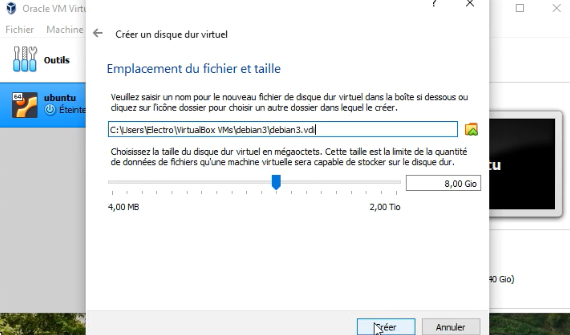 Oracle VM Virtu
?
Fichier Machine
Créer un disque dur virtuel
Outils
Emplacement du fichier et taille
64
ubuntu
Éteinte
Veuillez saisir un nom pour le nouveau fichier de disque dur virtuel dans la boîte si dessous ou
cliquez sur l'icône dossier pour choisir un autre dossier dans lequel le créer.
C:\Users\Electro\VirtualBox VMs\debian3\debian3.vdi
Choisissez la taille du disque dur virtuel en mégaoctets. Cette taille est la limite de la quantité
de données de fichiers qu'une machine virtuelle sera capable de stocker sur le disque dur.
tu
8,00 Gio
4,00 MB
2,00 Tio
40 Gio)
Créer
Annuler